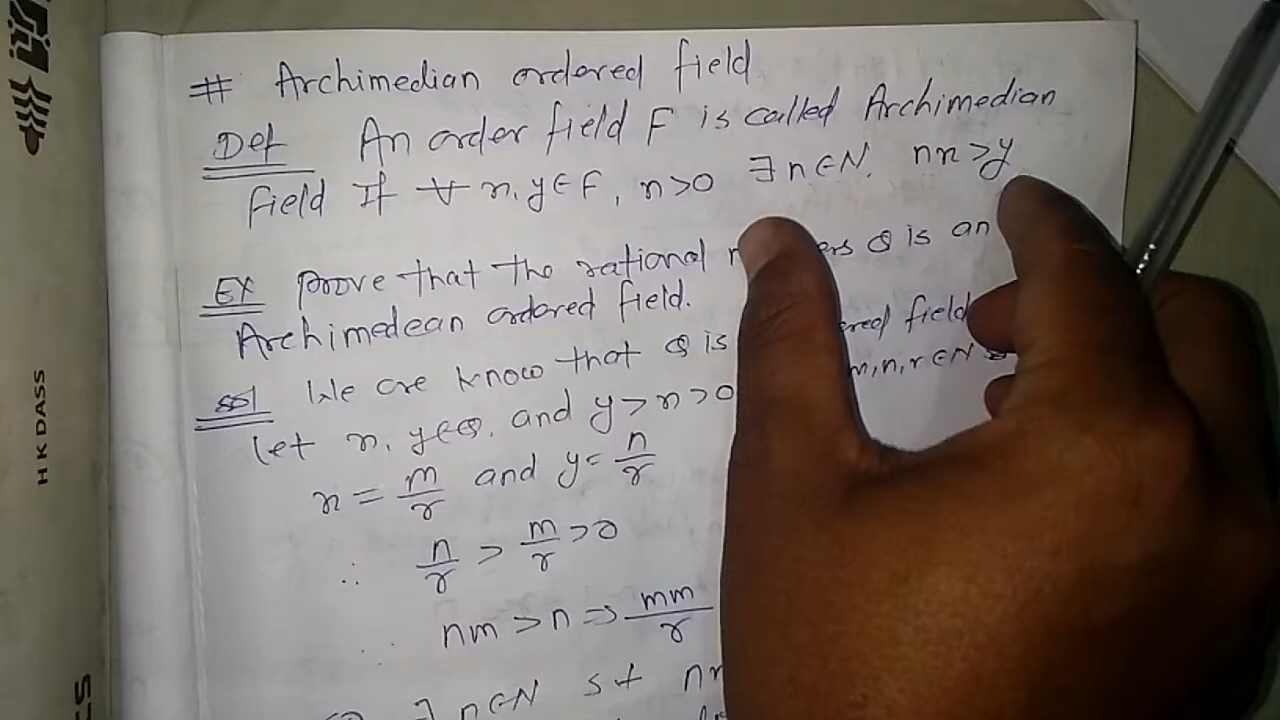 # Archimedian ordered field
Def An order field F is called Archimedian
field If ∀ x, y ∈ F, x > 0 ∃ n ∈ N. nx > y
Ex prove that the rational Q is an
Archimedean ordered field.
Sol We are know that Q is field
Let x, y ∈ Q. and y > x > 0 m, n, r ∈ N
x = m/r and y = n/r
∴ n/r > m/r > 0
∴ nm > n ⇒ mm/r
∃ n ∈ N st
H K DASS